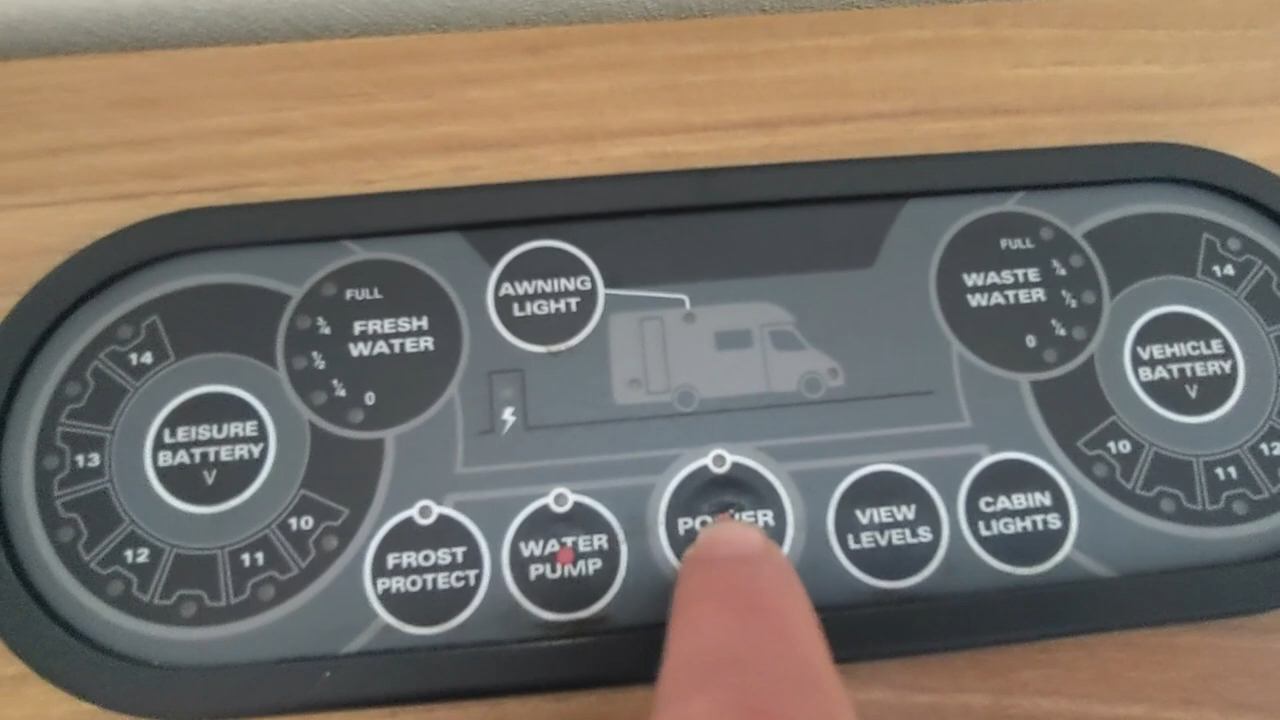 AWNING
LIGHT
FULL
FRESH
WATER
¾
½
¼
0
FULL
WASTE
WATER
¾
½
¼
0
14
13
12
11
10
LEISURE
BATTERY
V
14
VEHICLE
BATTERY
V
10
11
12
FROST
PROTECT
WATER
PUMP
POWER
VIEW
LEVELS
CABIN
LIGHTS